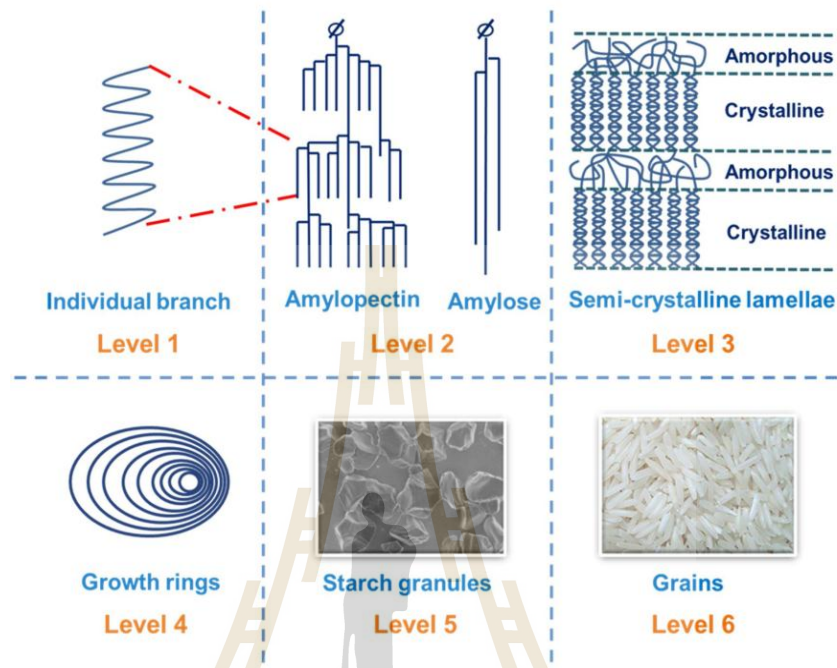 Amorphous
Crystalline
Amorphous
Crystalline
Individual branch
Amylopectin
Amylose
Semi-crystalline lamellae
Level 1
Level 2
Level 3
Growth rings
Starch granules
Grains
Level 4
Level 5
Level 6